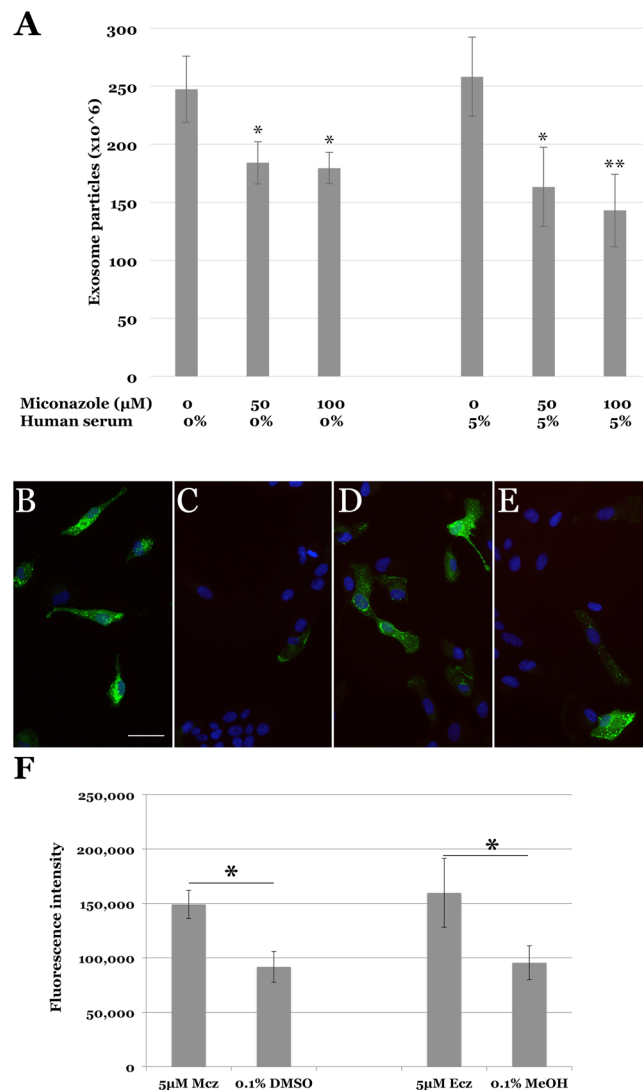 A
Exosome particles (x10^6)
300
250
200
150
100
50
0
* * * **
Miconazole (µM) 0 50 100 0 50 100
Human serum 0% 0% 0% 5% 5% 5%
B C D E
F
Fluorescence intensity
250,000
200,000
150,000
100,000
50,000
0
* *
5µM Mcz 0.1% DMSO 5µM Ecz 0.1% MeOH